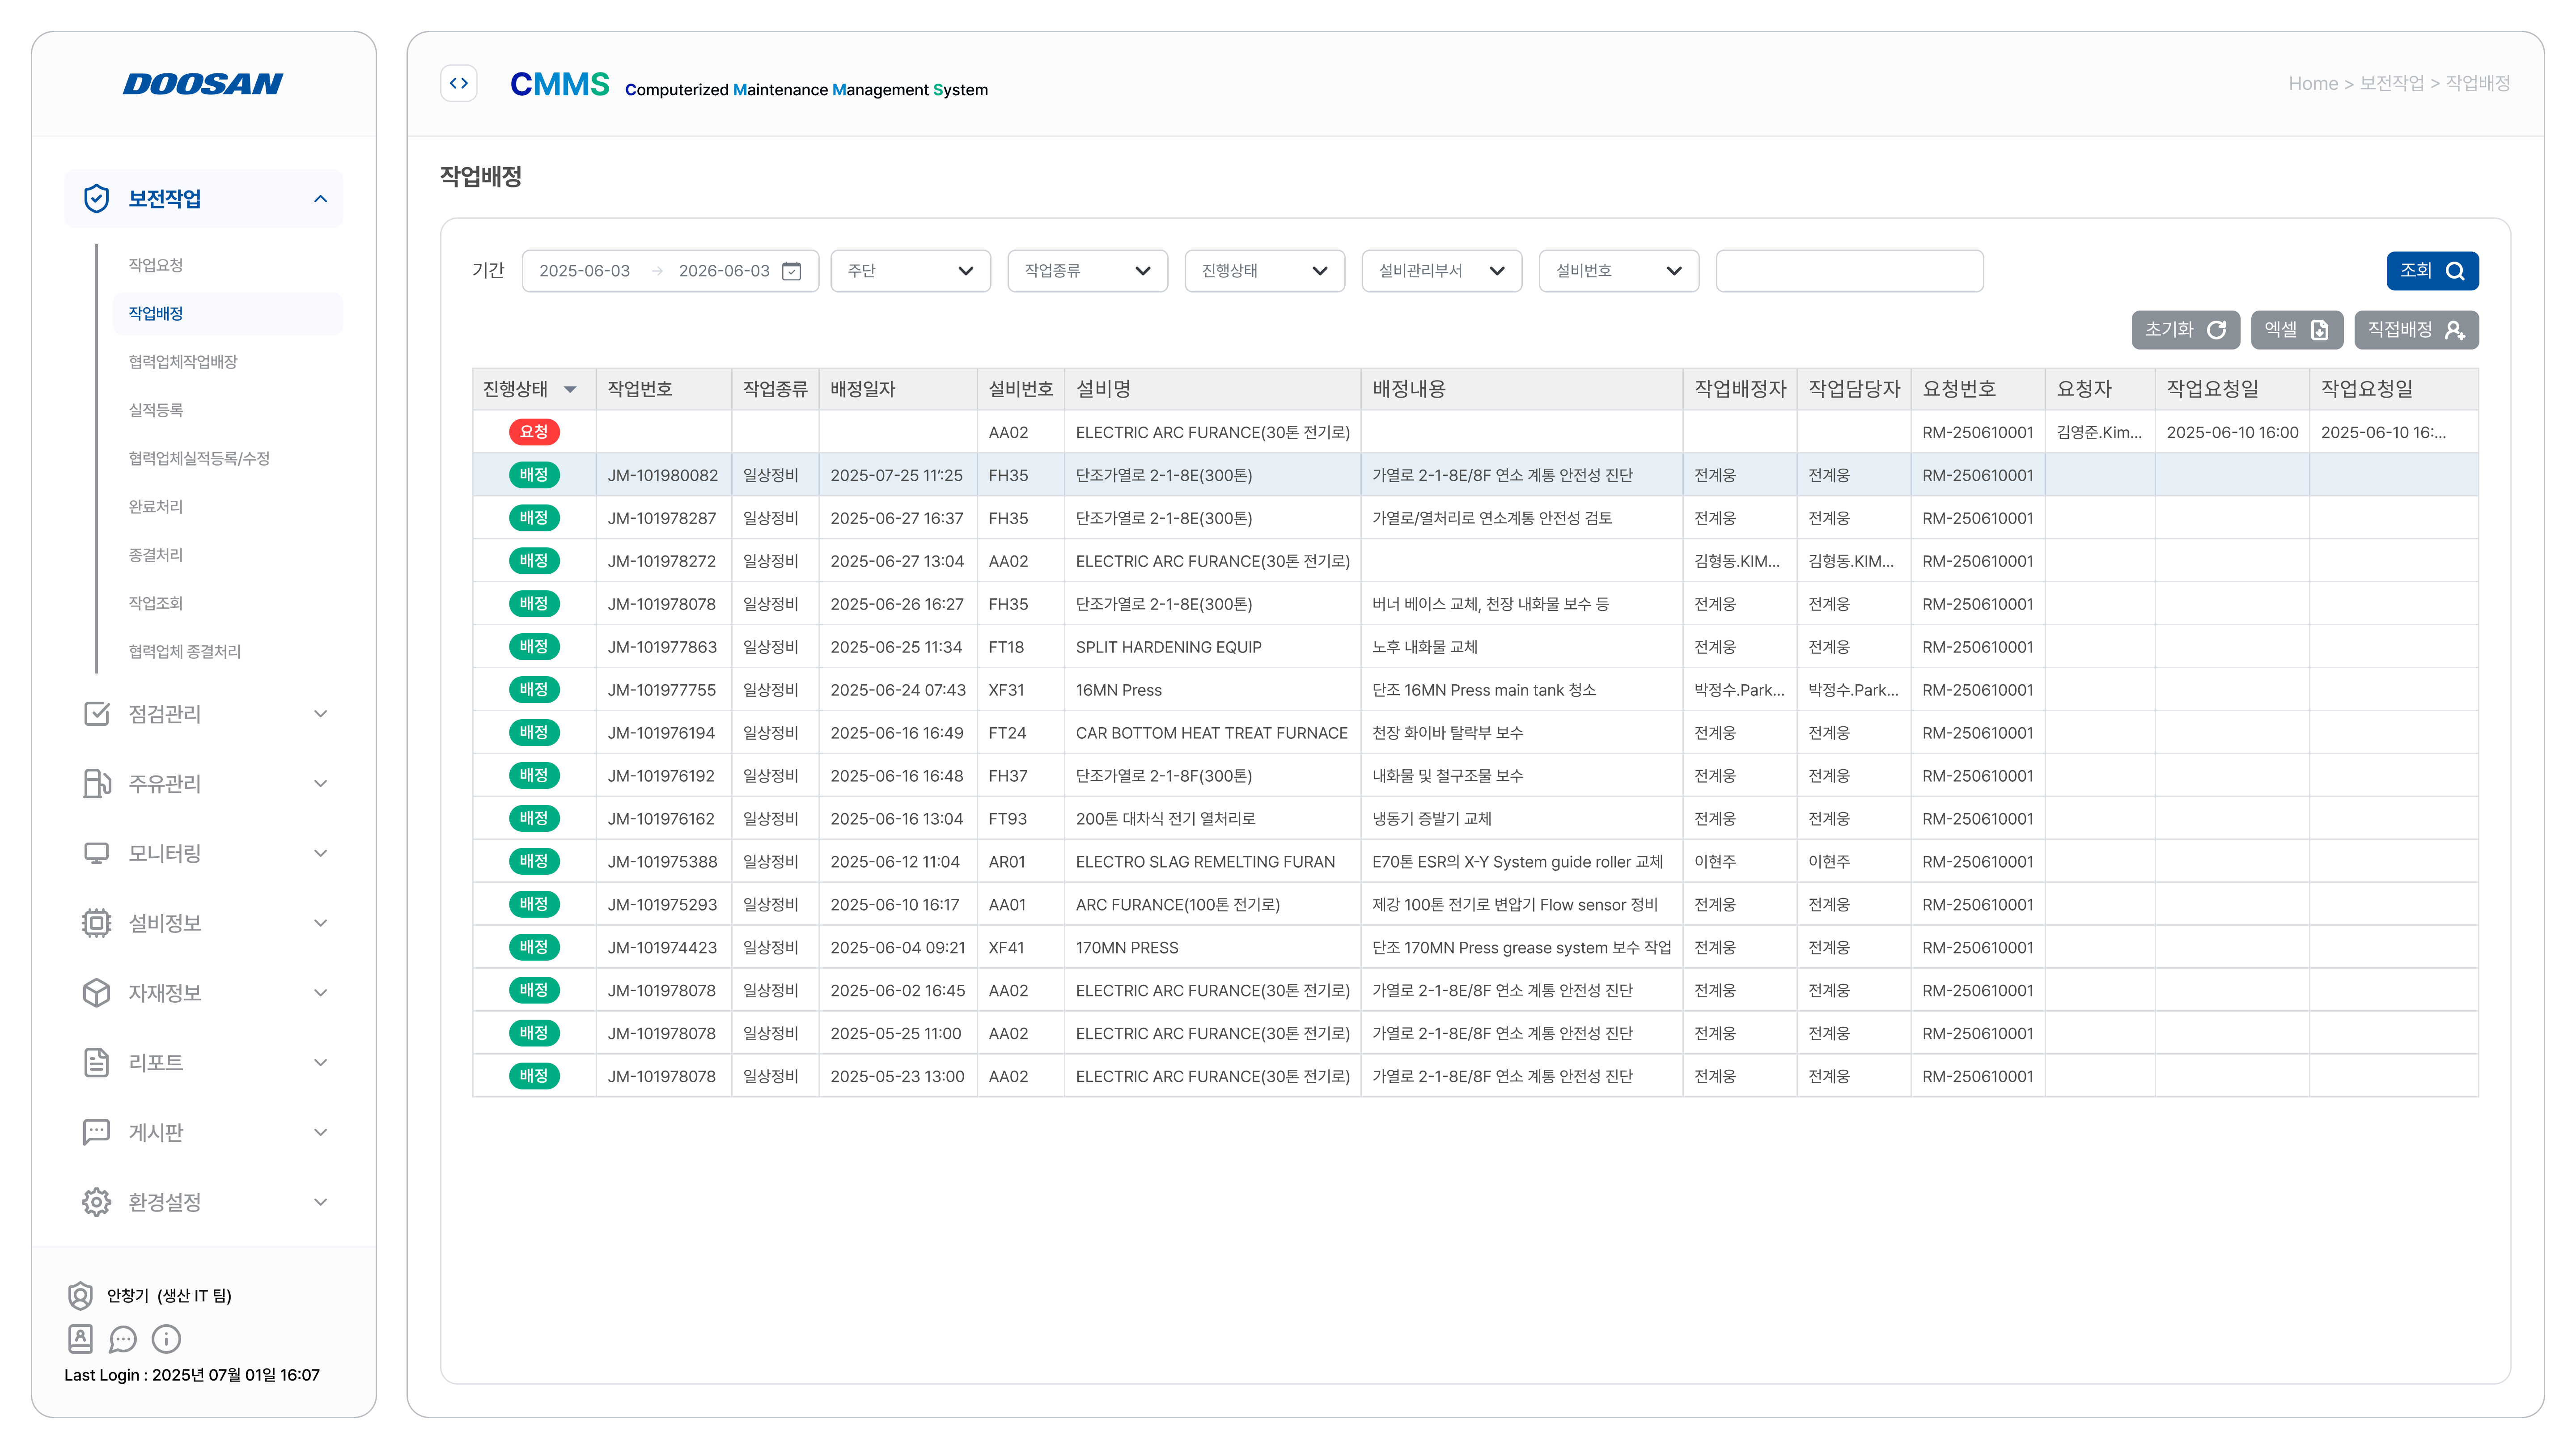 DOOSAN
보전작업
작업요청
작업배정
협력업체작업배장
실적등록
협력업체실적등록/수정
완료처리
종결처리
작업조회
협력업체 종결처리
점검관리
주유관리
모니터링
설비정보
자재정보
리포트
게시판
환경설정
안창기 (생산 IT 팀)
Last Login : 2025년 07월 01일 16:07
CMMS Computerized Maintenance Management System
Home > 보전작업 > 작업배정
작업배정
기간 2025-06-03 → 2026-06-03 주단 작업종류 진행상태 설비관리부서 설비번호 조회
초기화 엑셀 직접배정
진행상태 작업번호 작업종류 배정일자 설비번호 설비명 배정내용 작업배정자 작업담당자 요청번호 요청자 작업요청일 작업요청일
요청 AA02 ELECTRIC ARC FURANCE(30톤 전기로) RM-250610001 김영준.Kim... 2025-06-10 16:00 2025-06-10 16:...
배정 JM-101980082 일상정비 2025-07-25 11':25 FH35 단조가열로 2-1-8E(300톤) 가열로 2-1-8E/8F 연소 계통 안전성 진단 전계웅 전계웅 RM-250610001
배정 JM-101978287 일상정비 2025-06-27 16:37 FH35 단조가열로 2-1-8E(300톤) 가열로/열처리로 연소계통 안전성 검토 전계웅 전계웅 RM-250610001
배정 JM-101978272 일상정비 2025-06-27 13:04 AA02 ELECTRIC ARC FURANCE(30톤 전기로) 김형동.KIM... 김형동.KIM... RM-250610001
배정 JM-101978078 일상정비 2025-06-26 16:27 FH35 단조가열로 2-1-8E(300톤) 버너 베이스 교체, 천장 내화물 보수 등 전계웅 전계웅 RM-250610001
배정 JM-101977863 일상정비 2025-06-25 11:34 FT18 SPLIT HARDENING EQUIP 노후 내화물 교체 전계웅 전계웅 RM-250610001
배정 JM-101977755 일상정비 2025-06-24 07:43 XF31 16MN Press 단조 16MN Press main tank 청소 박정수.Park... 박정수.Park... RM-250610001
배정 JM-101976194 일상정비 2025-06-16 16:49 FT24 CAR BOTTOM HEAT TREAT FURNACE 천장 화이바 탈락부 보수 전계웅 전계웅 RM-250610001
배정 JM-101976192 일상정비 2025-06-16 16:48 FH37 단조가열로 2-1-8F(300톤) 내화물 및 철구조물 보수 전계웅 전계웅 RM-250610001
배정 JM-101976162 일상정비 2025-06-16 13:04 FT93 200톤 대차식 전기 열처리로 냉동기 증발기 교체 전계웅 전계웅 RM-250610001
배정 JM-101975388 일상정비 2025-06-12 11:04 AR01 ELECTRO SLAG REMELTING FURAN E70톤 ESR의 X-Y System guide roller 교체 이현주 이현주 RM-250610001
배정 JM-101975293 일상정비 2025-06-10 16:17 AA01 ARC FURANCE(100톤 전기로) 제강 100톤 전기로 변압기 Flow sensor 정비 전계웅 전계웅 RM-250610001
배정 JM-101974423 일상정비 2025-06-04 09:21 XF41 170MN PRESS 단조 170MN Press grease system 보수 작업 전계웅 전계웅 RM-250610001
배정 JM-101978078 일상정비 2025-06-02 16:45 AA02 ELECTRIC ARC FURANCE(30톤 전기로) 가열로 2-1-8E/8F 연소 계통 안전성 진단 전계웅 전계웅 RM-250610001
배정 JM-101978078 일상정비 2025-05-25 11:00 AA02 ELECTRIC ARC FURANCE(30톤 전기로) 가열로 2-1-8E/8F 연소 계통 안전성 진단 전계웅 전계웅 RM-250610001
배정 JM-101978078 일상정비 2025-05-23 13:00 AA02 ELECTRIC ARC FURANCE(30톤 전기로) 가열로 2-1-8E/8F 연소 계통 안전성 진단 전계웅 전계웅 RM-250610001